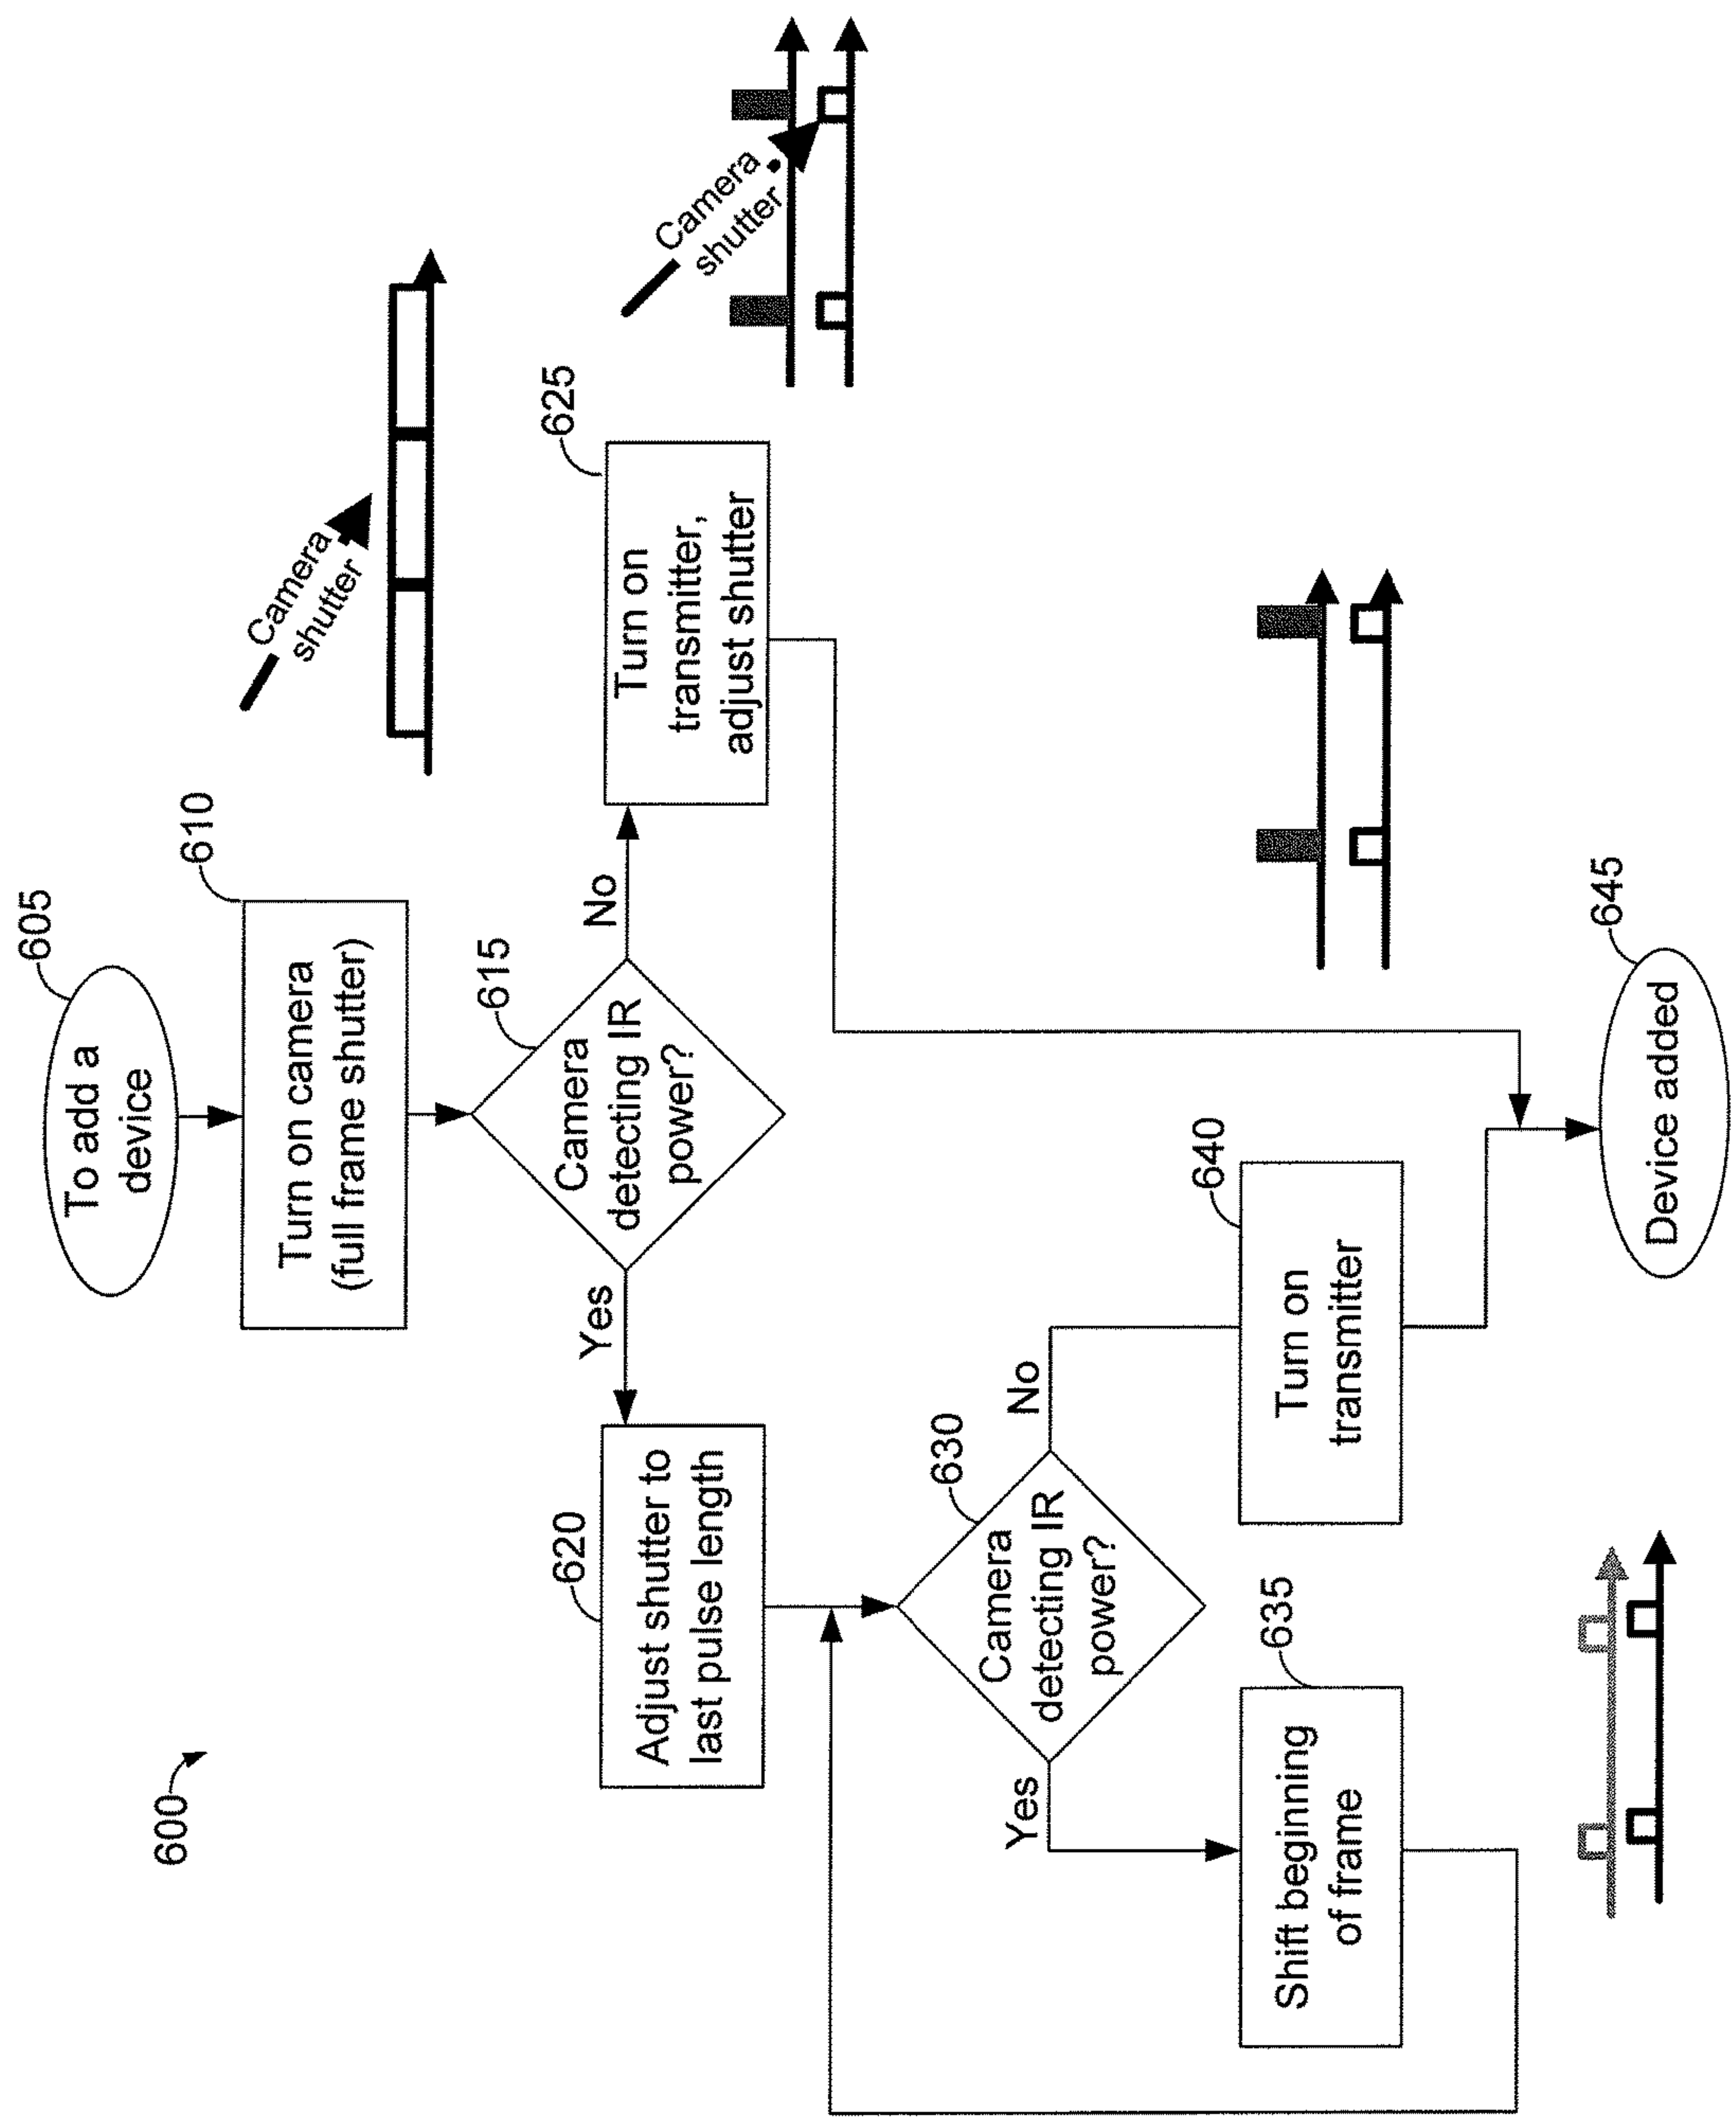 600
605
To add a
device
610
Turn on camera
(full frame shutter)
Camera
shutter
615
Camera
detecting IR
power?
Yes
No
620
Adjust shutter to
last pulse length
625
Turn on
transmitter,
adjust shutter
Camera
shutter
630
Camera
detecting IR
power?
Yes
No
635
Shift beginning
of frame
640
Turn on
transmitter
645
Device added